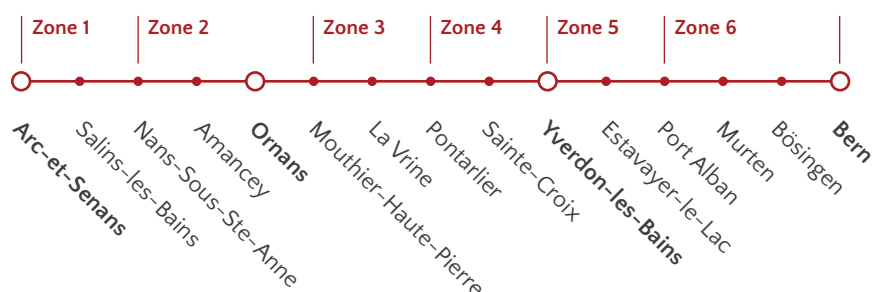 Zone 1
Zone 2
Zone 3
Zone 4
Zone 5
Zone 6
Arc-et-Senans
Salins-les-Bains
Nans-Sous-Ste-Anne
Amancey
Ornans
Mouthier-Haute-Pierre
La Vrine
Pontarlier
Sainte-Croix
Yverdon-les-Bains
Estavayer-le-Lac
Port Alban
Murten
Bösingen
Bern